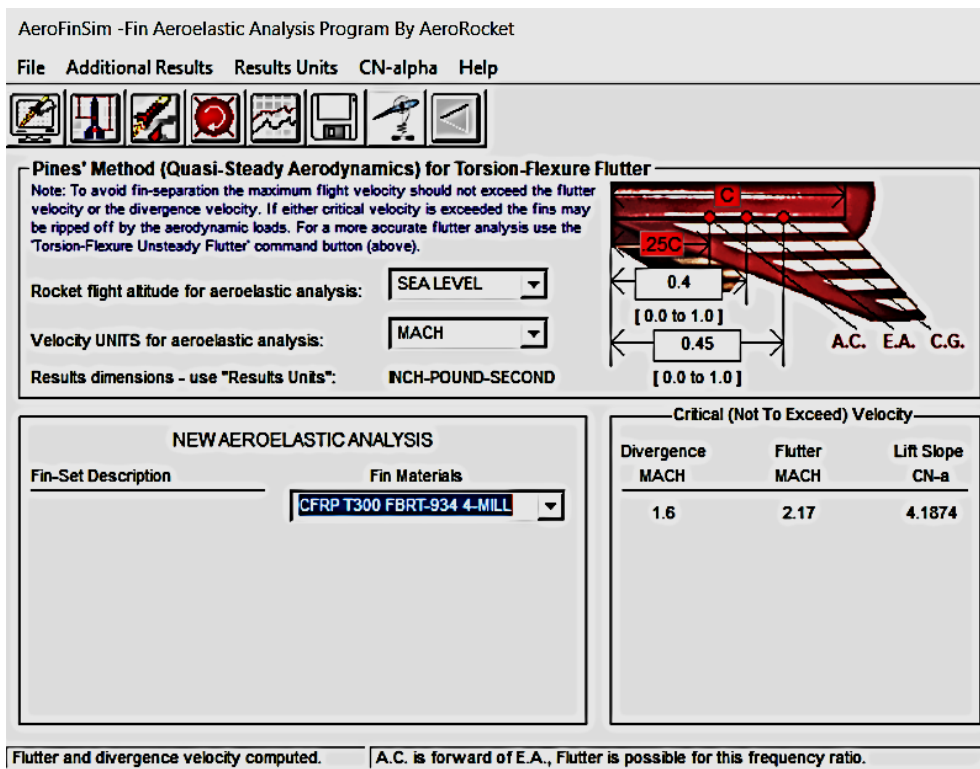 AeroFinSim -Fin Aeroelastic Analysis Program By AeroRocket
File Additional Results Results Units CN-alpha Help
Pines' Method (Quasi-Steady Aerodynamics) for Torsion-Flexure Flutter
Note: To avoid fin-separation the maximum flight velocity should not exceed the flutter
velocity or the divergence velocity. If either critical velocity is exceeded the fins may
be ripped off by the aerodynamic loads. For a more accurate flutter analysis use the
'Torsion-Flexure Unsteady Flutter' command button (above).
Rocket flight altitude for aeroelastic analysis: SEA LEVEL
Velocity UNITS for aeroelastic analysis: MACH
Results dimensions - use "Results Units": INCH-POUND-SECOND
C
.25C
0.4
[ 0.0 to 1.0 ]
0.45
[ 0.0 to 1.0 ]
A.C. E.A. C.G.
NEW AEROELASTIC ANALYSIS
Fin-Set Description Fin Materials
CFRP T300 FBRT-934 4-MILL
Critical (Not To Exceed) Velocity
Divergence Flutter Lift Slope
MACH MACH CN-a
1.6 2.17 4.1874
Flutter and divergence velocity computed.
A.C. is forward of E.A., Flutter is possible for this frequency ratio.